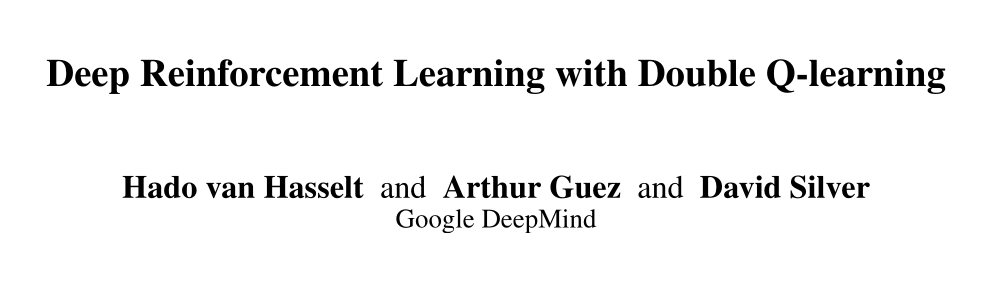 Deep Reinforcement Learning with Double Q-learning
Hado van Hasselt and Arthur Guez and David Silver
Google DeepMind